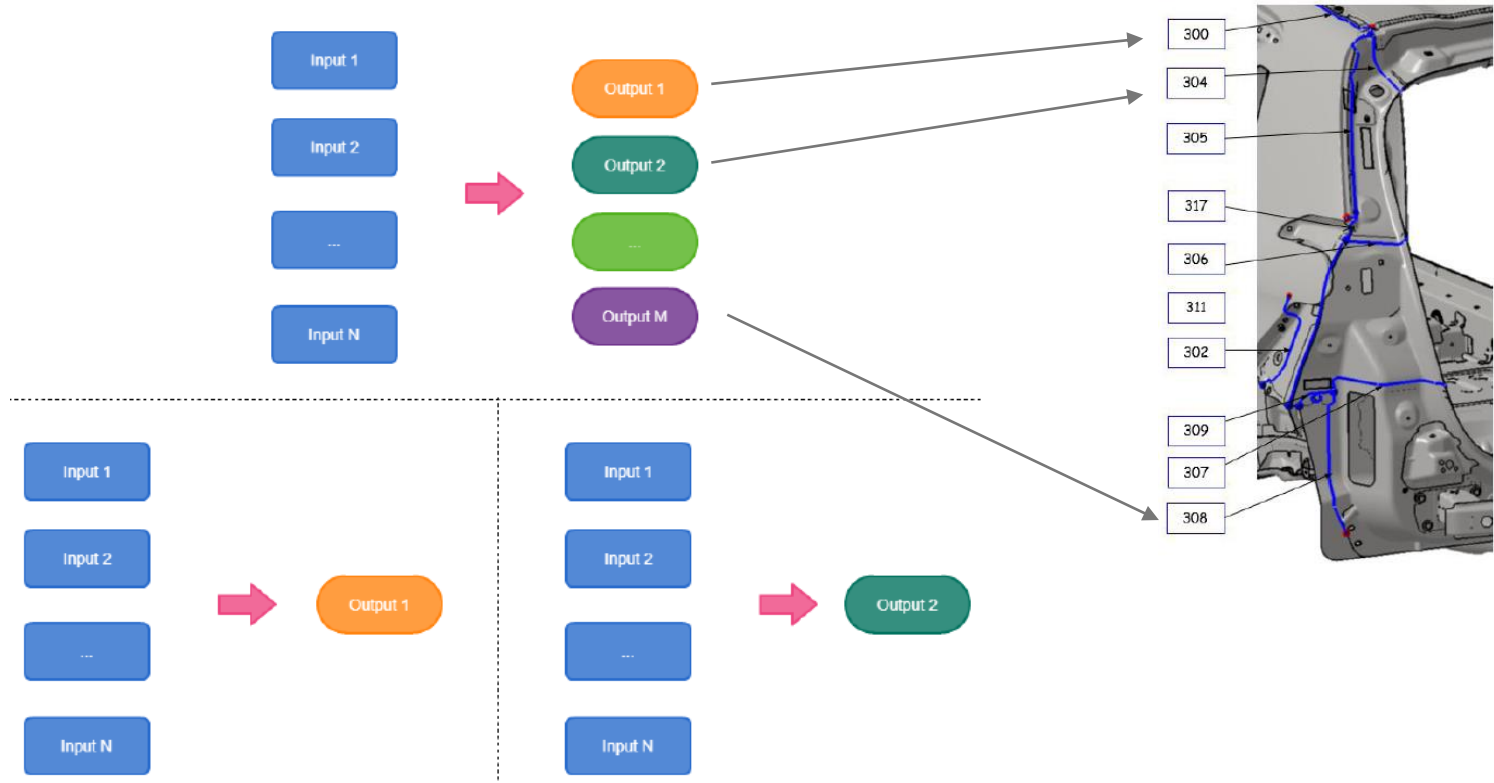 Input 1
Input 2
...
Input N
Output 1
Output 2
...
Output M
300
304
305
317
306
311
302
309
307
308
Input 1
Input 2
...
Input N
Output 1
Input 1
Input 2
...
Input N
Output 2